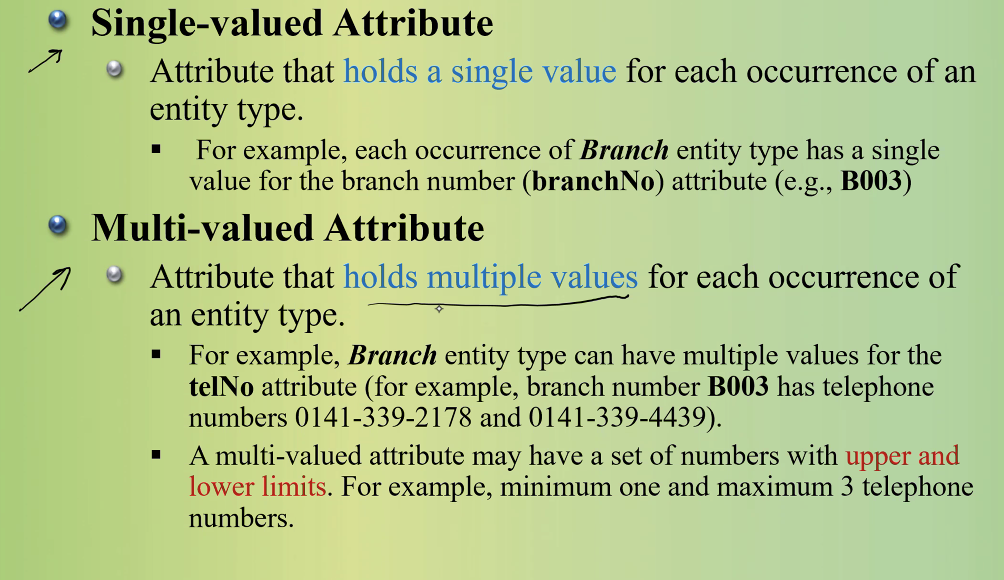 Single-valued Attribute
Attribute that holds a single value for each occurrence of an
entity type.
For example, each occurrence of Branch entity type has a single
value for the branch number (branchNo) attribute (e.g., B003)
Multi-valued Attribute
Attribute that holds multiple values for each occurrence of
an entity type.
For example, Branch entity type can have multiple values for the
telNo attribute (for example, branch number B003 has telephone
numbers 0141-339-2178 and 0141-339-4439).
A multi-valued attribute may have a set of numbers with upper and
lower limits. For example, minimum one and maximum 3 telephone
numbers.